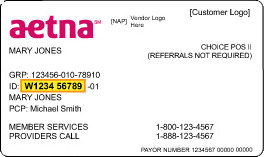 aetna SM
[NAP]
Vendor Logo
Here
[Customer Logo]
MARY JONES
CHOICE POS II
(REFERRALS NOT REQUIRED)
GRP: 123456-010-78910
ID: W1234 56789 -01
MARY JONES
PCP: Michael Smith
MEMBER SERVICES 1-800-123-4567
PROVIDERS CALL 1-888-123-4567
PAYOR NUMBER 1234567 00000 00000